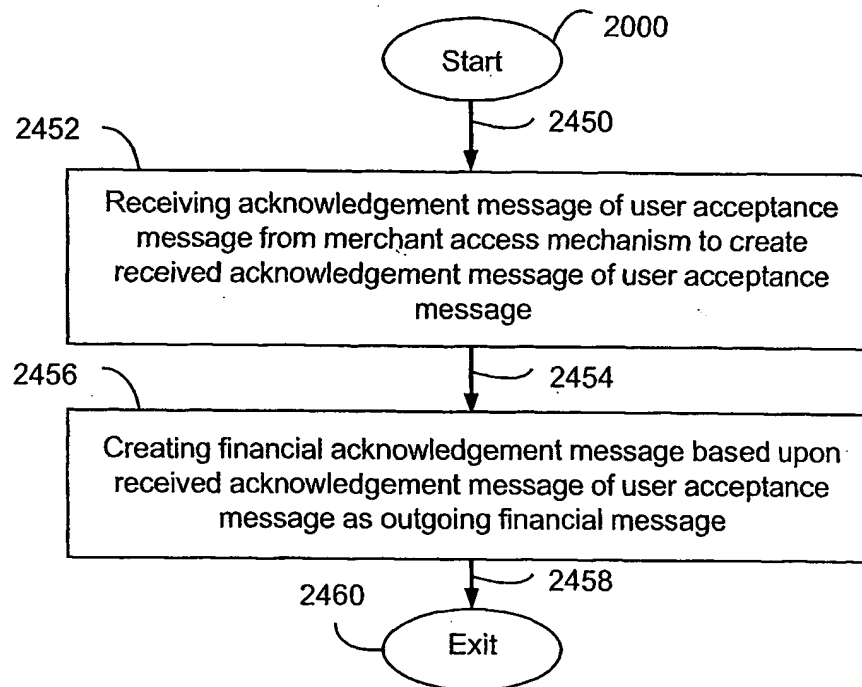 2000
Start
2450
2452
Receiving acknowledgement message of user acceptance
message from merchant access mechanism to create
received acknowledgement message of user acceptance
message
2454
2456
Creating financial acknowledgement message based upon
received acknowledgement message of user acceptance
message as outgoing financial message
2458
2460
Exit